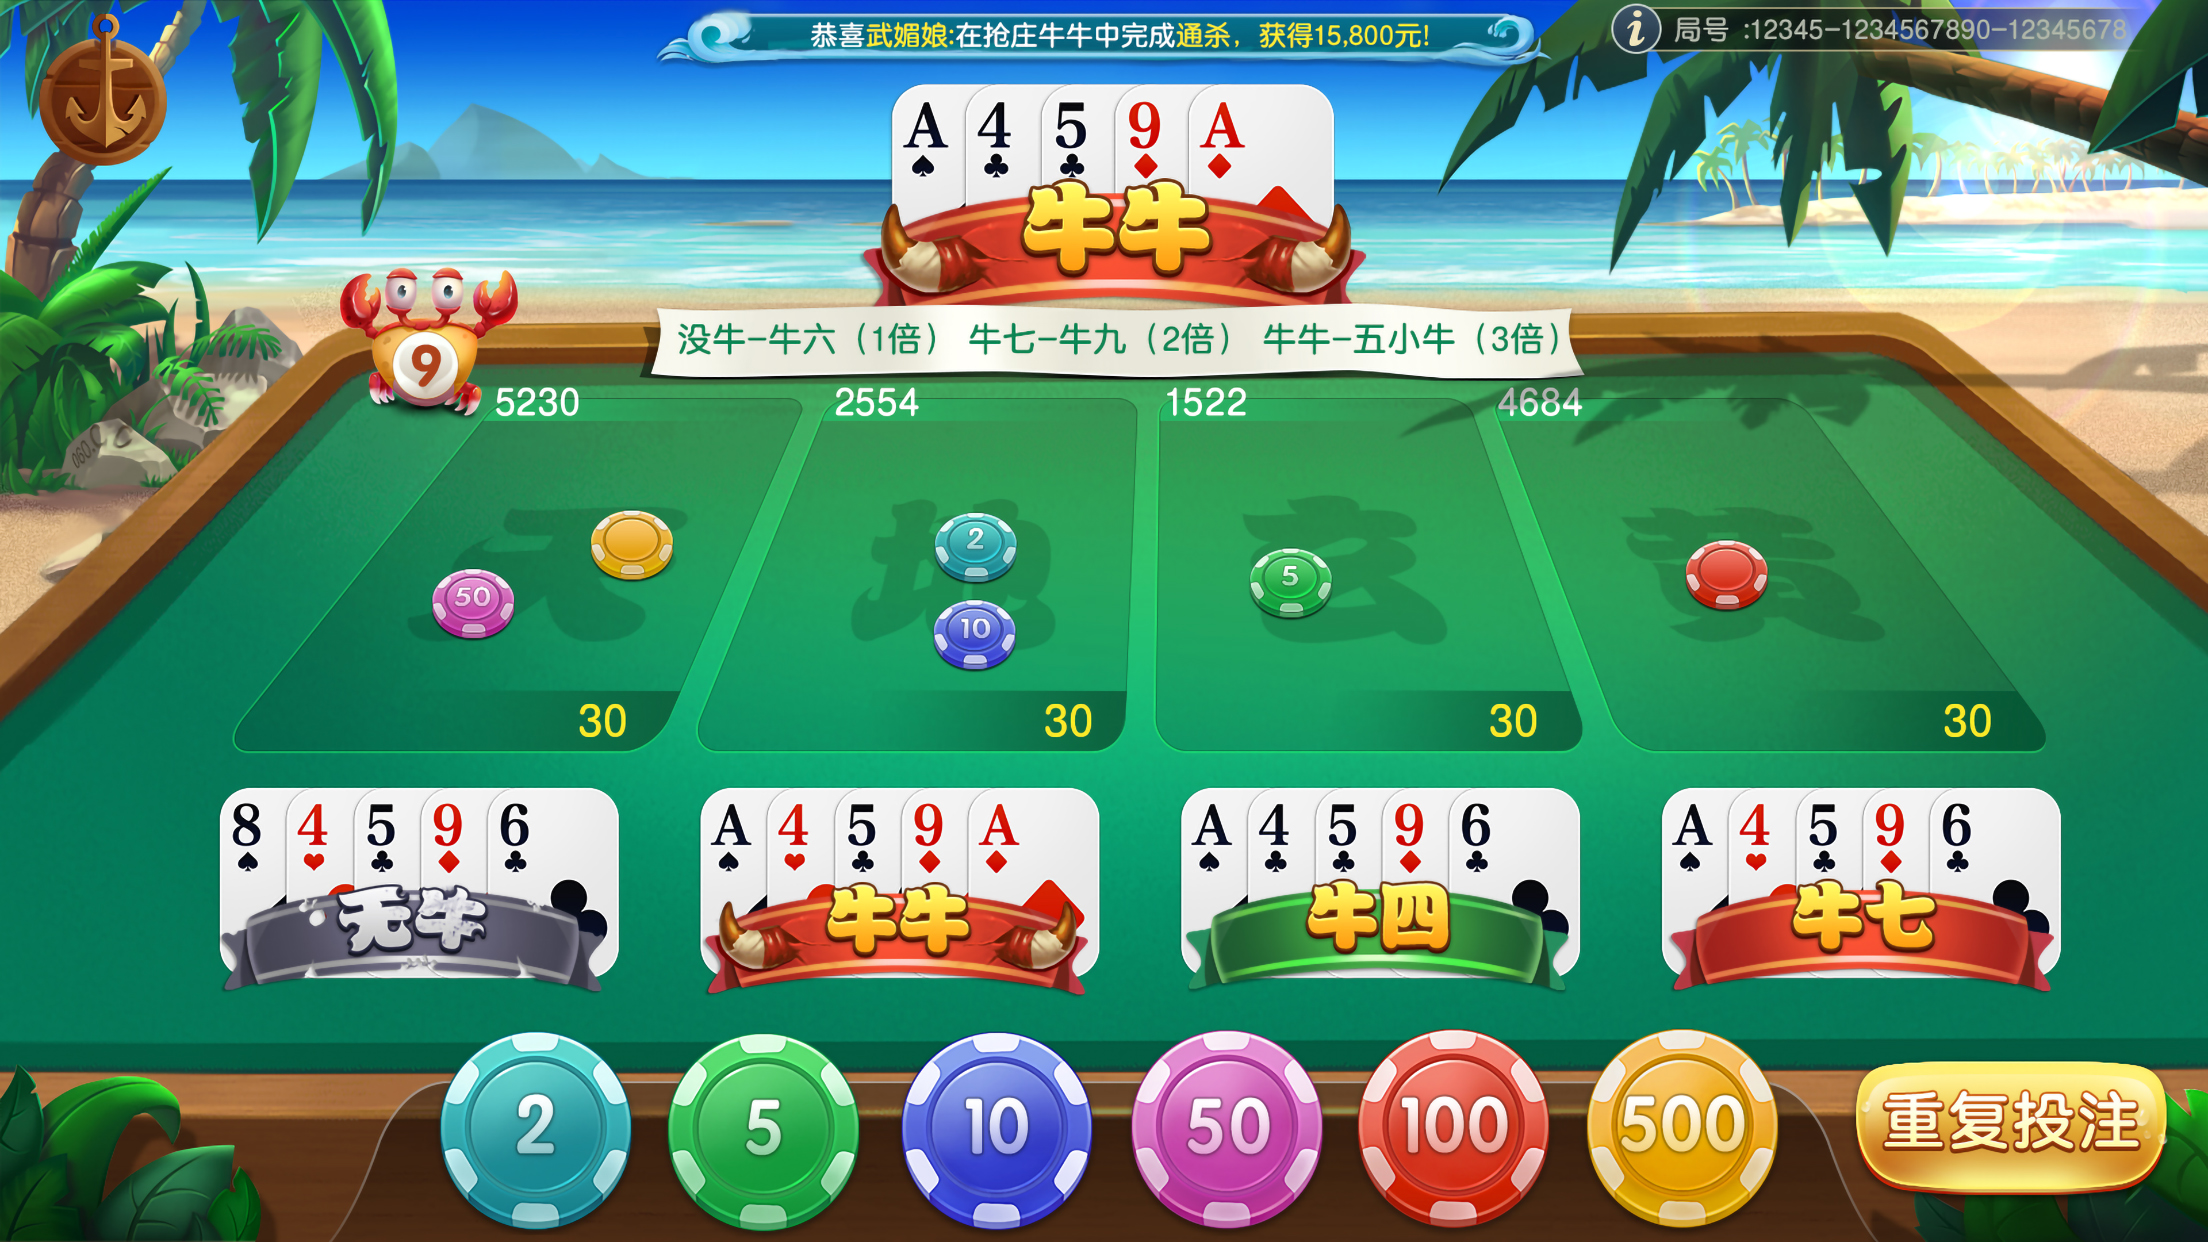 恭喜武媚娘:在抢庄牛牛中完成通杀，获得15,800元!
局号 :12345-1234567890-12345678
A 4 5 9 A
牛牛
没牛-牛六（1倍） 牛七-牛九（2倍） 牛牛-五小牛（3倍）
9
5230 2554 1522 4684
060.
天 地 玄 黄
50 2 10 5
30 30 30 30
8 4 5 9 6
无牛
A 4 5 9 A
牛牛
A 4 5 9 6
牛四
A 4 5 9 6
牛七
2 5 10 50 100 500
重复投注